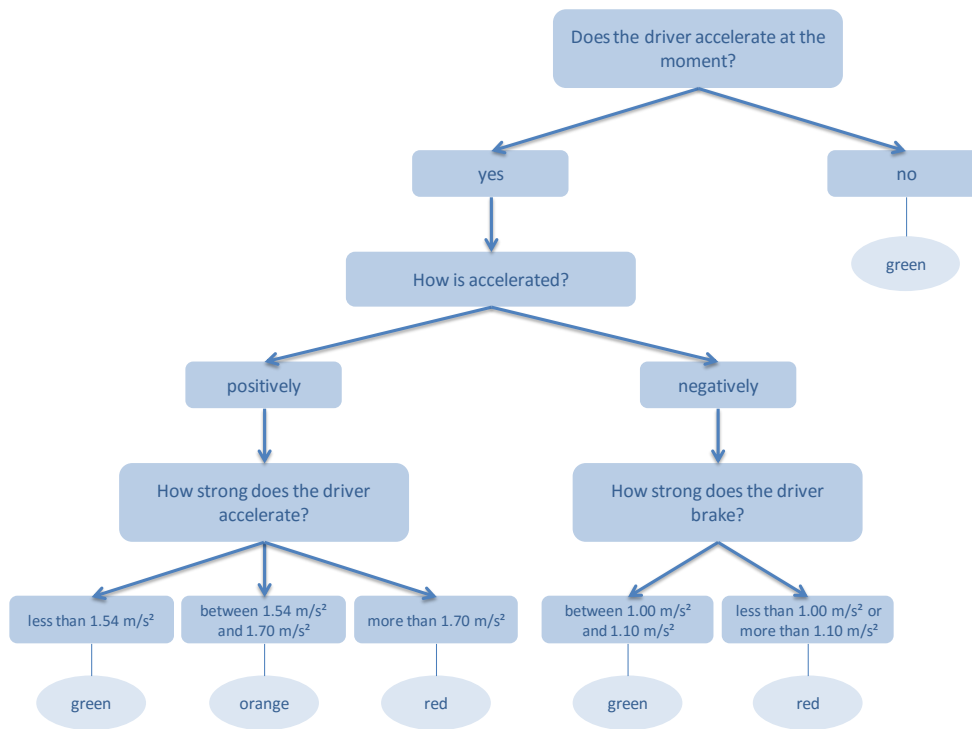 Does the driver accelerate at the
moment?
yes
no
green
How is accelerated?
positively
negatively
How strong does the driver
accelerate?
How strong does the driver
brake?
less than 1.54 m/s²
between 1.54 m/s²
and 1.70 m/s²
more than 1.70 m/s²
between 1.00 m/s²
and 1.10 m/s²
less than 1.00 m/s² or
more than 1.10 m/s²
green
orange
red
green
red